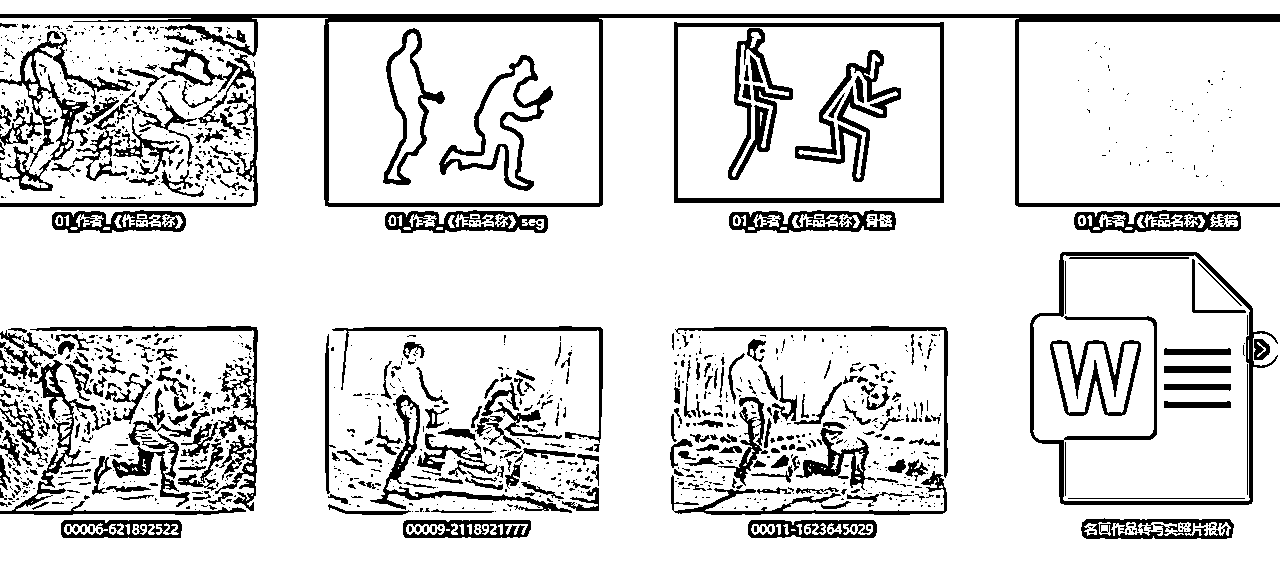 01_作者_《作品名称》
01_作者_《作品名称》seg
01_作者_《作品名称》骨骼
01_作者_《作品名称》线稿
W
00006-621892522
00009-2118921777
00011-1623645029
名画作品转写实照片报价